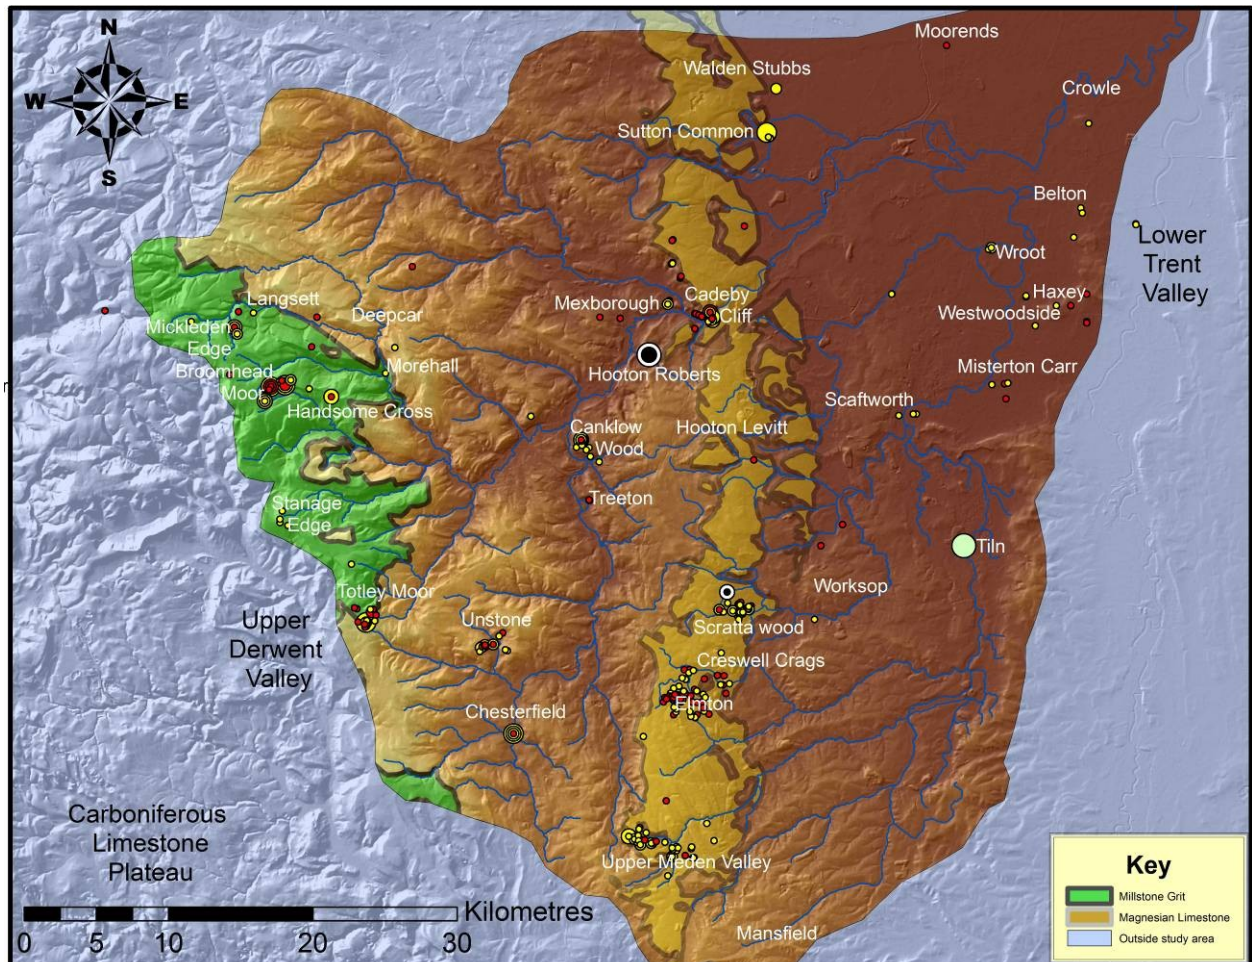 N
W
E
S
Moorends
Walden Stubbs
Crowle
Sutton Common
Belton
Lower
Trent
Valley
Wroot
Langsett
Mexborough
Cadeby
Cliff
Haxey
Westwoodside
Mickleden
Edge
Deepcar
Morehall
Broomhead
Moor
Hooton Roberts
Misterton Carr
Handsome Cross
Scaftworth
Canklow
Wood
Hooton Levitt
Treeton
Stanage
Edge
Tiln
Totley Moor
Worksop
Upper
Derwent
Valley
Unstone
Scratta wood
Creswell Crags
Elmton
Chesterfield
Carboniferous
Limestone
Plateau
Upper Meden Valley
Mansfield
Kilometres
0 5 10 20 30
Key
Millstone Grit
Magnesian Limestone
Outside study area